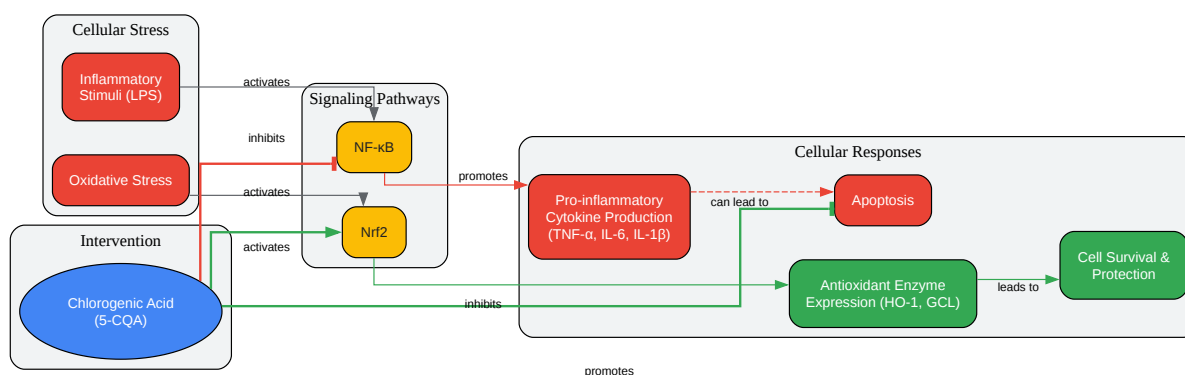 Cellular Stress
Inflammatory
Stimuli (LPS)
activates
Signaling Pathways
inhibits
NF-κB
Cellular Responses
Oxidative Stress
activates
promotes
Pro-inflammatory
Cytokine Production
(TNF-α, IL-6, IL-1β)
can lead to
Apoptosis
Intervention
activates
Nrf2
Chlorogenic Acid
(5-CQA)
inhibits
Antioxidant Enzyme
Expression (HO-1, GCL)
leads to
Cell Survival &
Protection
promotes